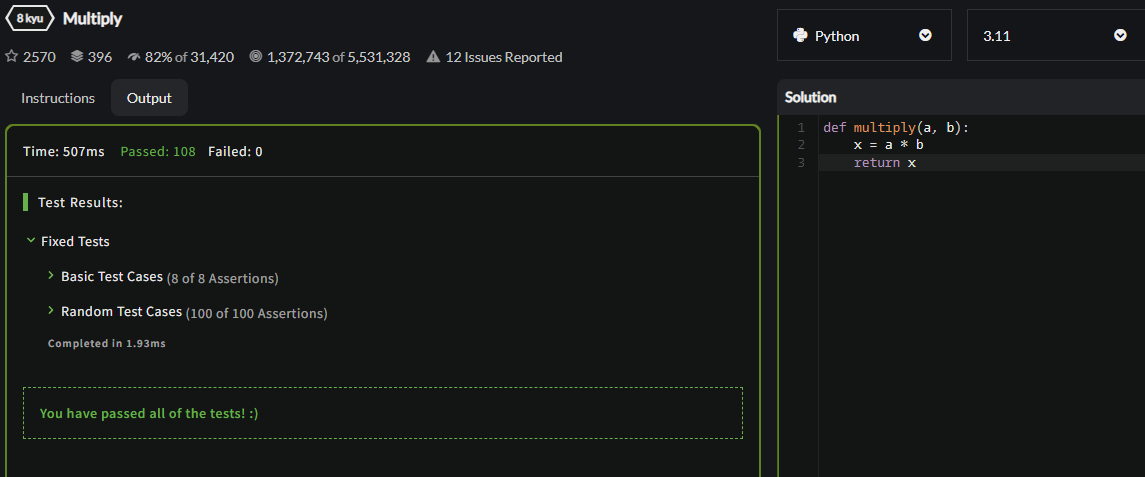 8 kyu Multiply
2570 396 82% of 31,420 1,372,743 of 5,531,328 12 Issues Reported
Instructions Output
Time: 507ms Passed: 108 Failed: 0
Test Results:
Fixed Tests
Basic Test Cases (8 of 8 Assertions)
Random Test Cases (100 of 100 Assertions)
Completed in 1.93ms
You have passed all of the tests! :)
Python 3.11
Solution
1 def multiply(a, b):
2     x = a * b
3     return x